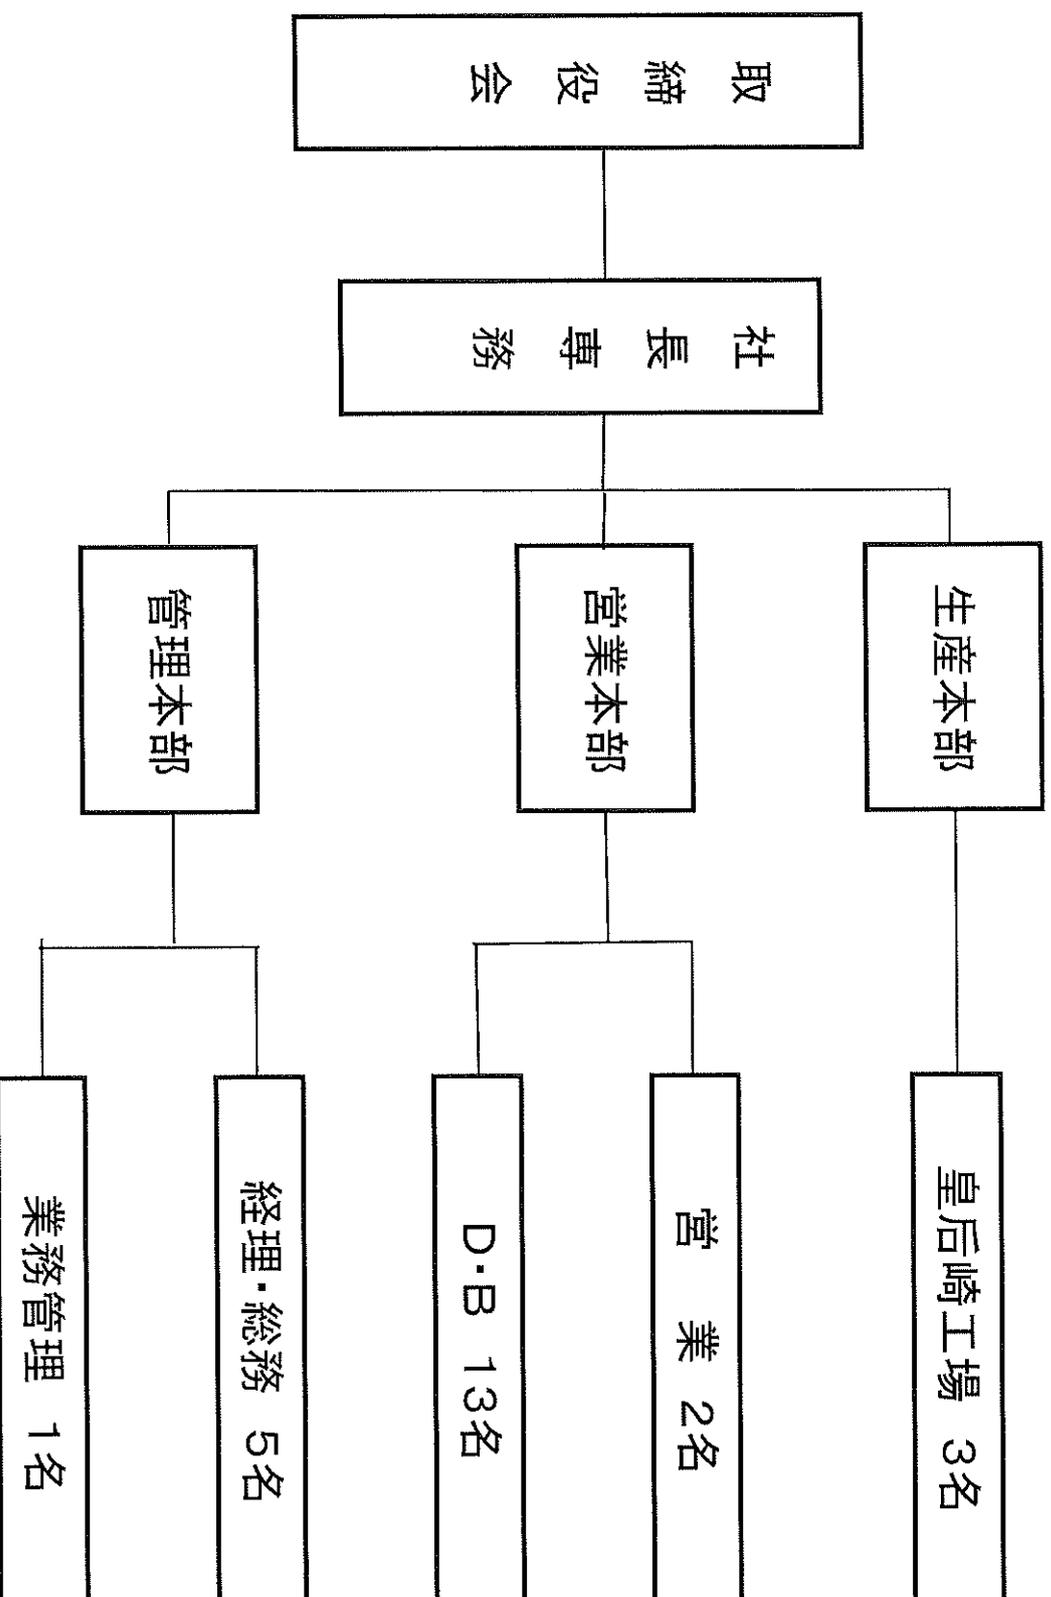 取締役会
社長専務
生産本部
営業本部
管理本部
皇后崎工場 3名
営業 2名
D・B 13名
経理・総務 5名
業務管理 1名